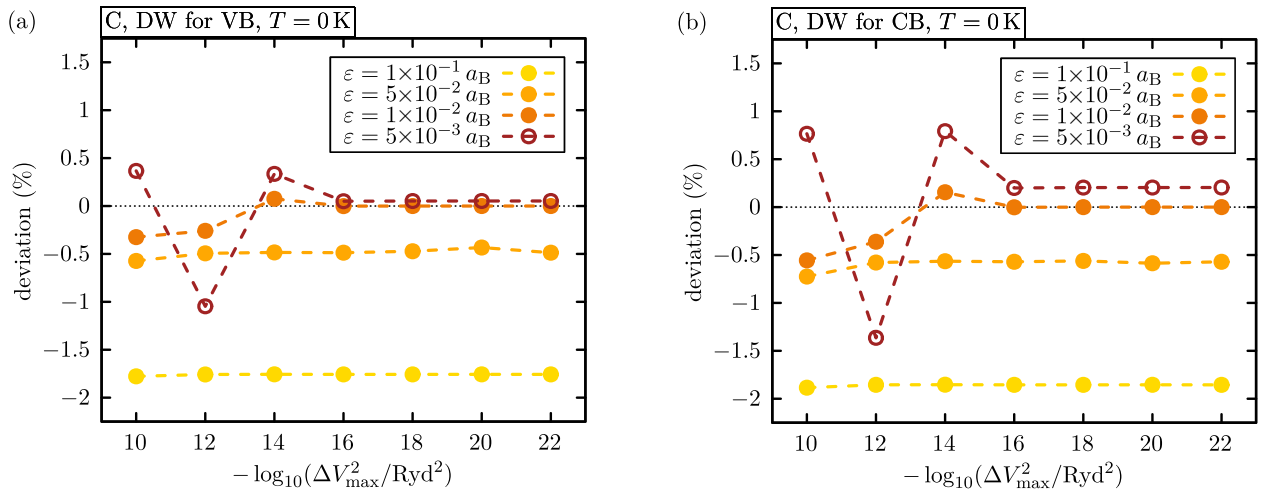 (a)
C, DW for VB, T = 0 K
ε = 1×10⁻¹ a_B
ε = 5×10⁻² a_B
ε = 1×10⁻² a_B
ε = 5×10⁻³ a_B
deviation (%)
1.5
1
0.5
0
−0.5
−1
−1.5
−2
10 12 14 16 18 20 22
− log₁₀(ΔV²_max/Ryd²)
(b)
C, DW for CB, T = 0 K
ε = 1×10⁻¹ a_B
ε = 5×10⁻² a_B
ε = 1×10⁻² a_B
ε = 5×10⁻³ a_B
deviation (%)
1.5
1
0.5
0
−0.5
−1
−1.5
−2
10 12 14 16 18 20 22
− log₁₀(ΔV²_max/Ryd²)